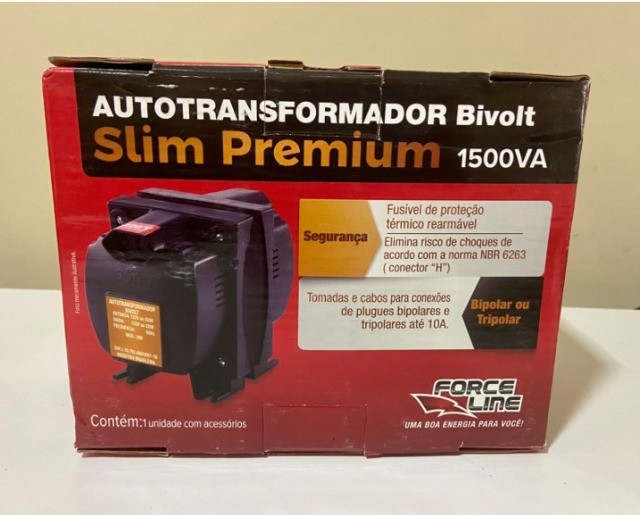 AUTOTRANSFORMADOR Bivolt
Slim Premium 1500VA
Segurança
Fusível de proteção
térmico rearmável
Elimina risco de choques de
acordo com a norma NBR 6263
( conector "H")
Tomadas e cabos para conexões
de plugues bipolares e
tripolares até 10A.
Bipolar ou
Tripolar
Foto meramente ilustrativa.
AUTOTRANSFORMADOR
BIVOLT
FORCE
LINE
UMA BOA ENERGIA PARA VOCÊ!
Contém:1 unidade com acessórios